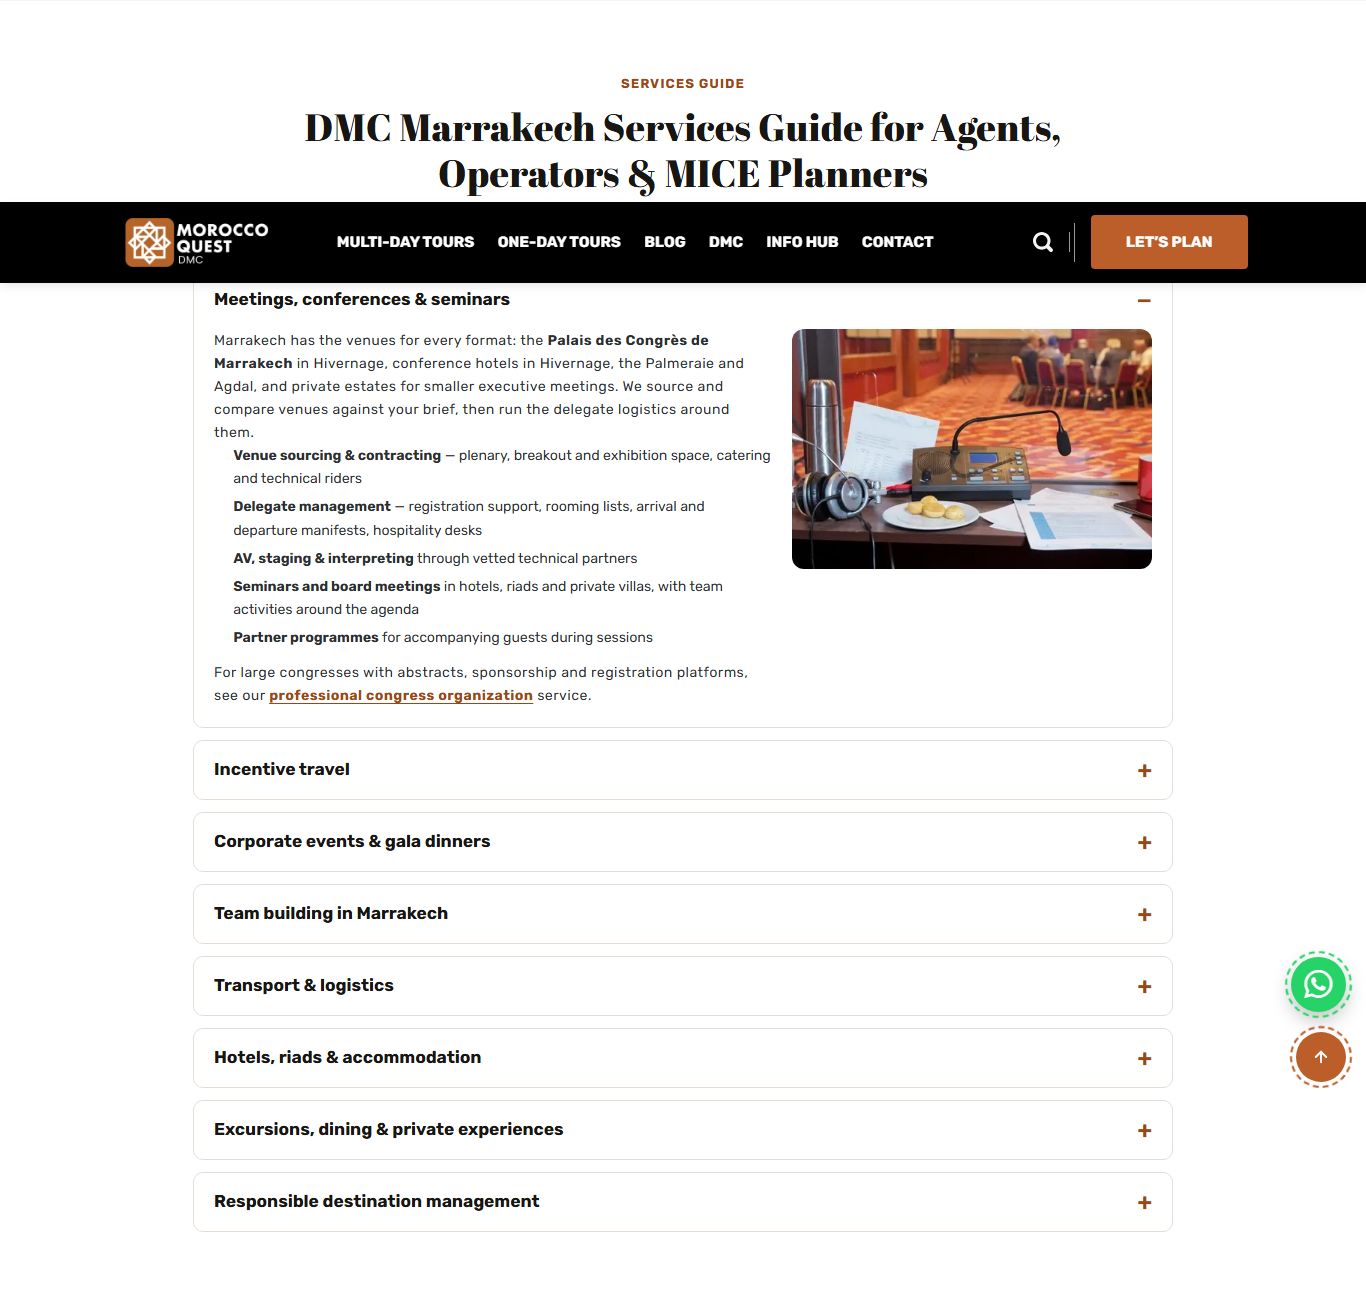 SERVICES GUIDE
DMC Marrakech Services Guide for Agents,
Operators & MICE Planners
MOROCCO
QUEST
DMC
MULTI-DAY TOURS
ONE-DAY TOURS
BLOG
DMC
INFO HUB
CONTACT
LET'S PLAN
Meetings, conferences & seminars
Marrakech has the venues for every format: the Palais des Congrès de
Marrakech in Hivernage, conference hotels in Hivernage, the Palmeraie and
Agdal, and private estates for smaller executive meetings. We source and
compare venues against your brief, then run the delegate logistics around
them.
Venue sourcing & contracting — plenary, breakout and exhibition space, catering
and technical riders
Delegate management — registration support, rooming lists, arrival and
departure manifests, hospitality desks
AV, staging & interpreting through vetted technical partners
Seminars and board meetings in hotels, riads and private villas, with team
activities around the agenda
Partner programmes for accompanying guests during sessions
For large congresses with abstracts, sponsorship and registration platforms,
see our professional congress organization service.
Incentive travel
Corporate events & gala dinners
Team building in Marrakech
Transport & logistics
Hotels, riads & accommodation
Excursions, dining & private experiences
Responsible destination management